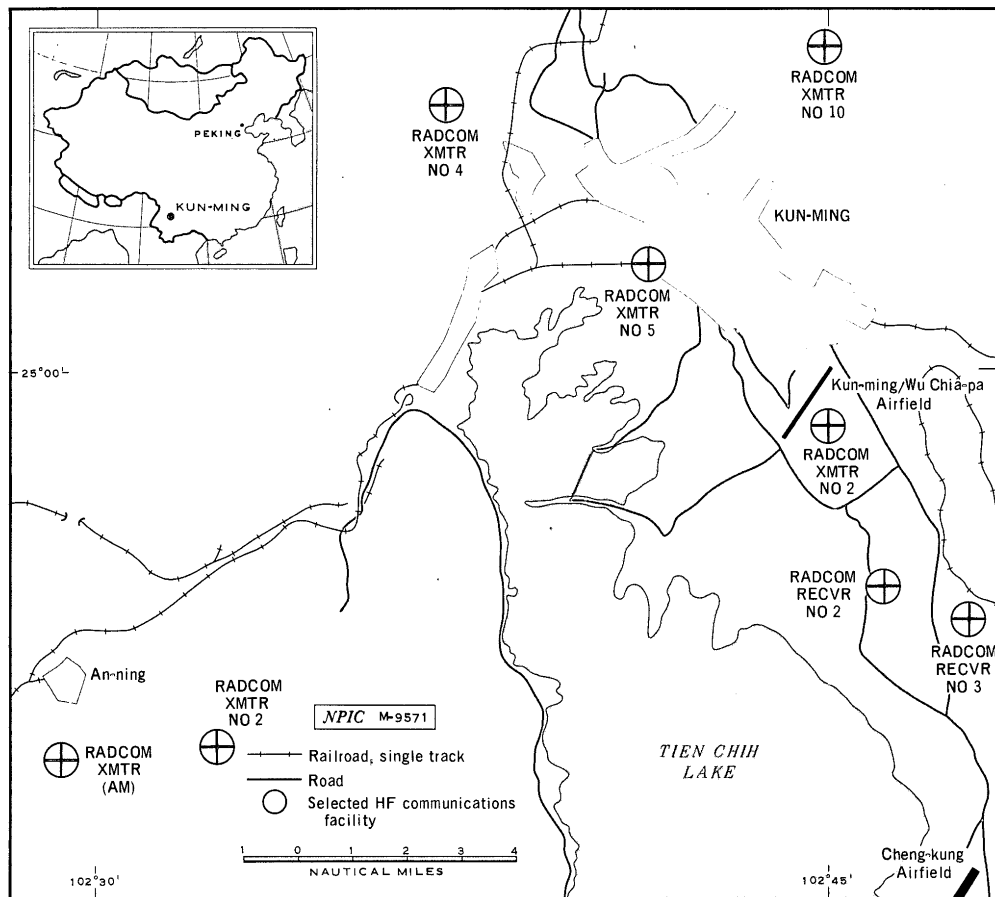 PEKING
KUN-MING
RADCOM
XMTR
NO 4
RADCOM
XMTR
NO 10
KUN-MING
RADCOM
XMTR
NO 5
25°00'
Kun-ming/Wu Chia-pa
Airfield
RADCOM
XMTR
NO 2
RADCOM
RECVR
NO 2
RADCOM
RECVR
NO 3
An-ning
RADCOM
XMTR
NO 2
RADCOM
XMTR
(AM)
NPIC M-9571
Railroad, single track
Road
Selected HF communications
facility
1 0 1 2 3 4
NAUTICAL MILES
TIEN CHIH
LAKE
Cheng-kung
Airfield
102°30'
102°45'